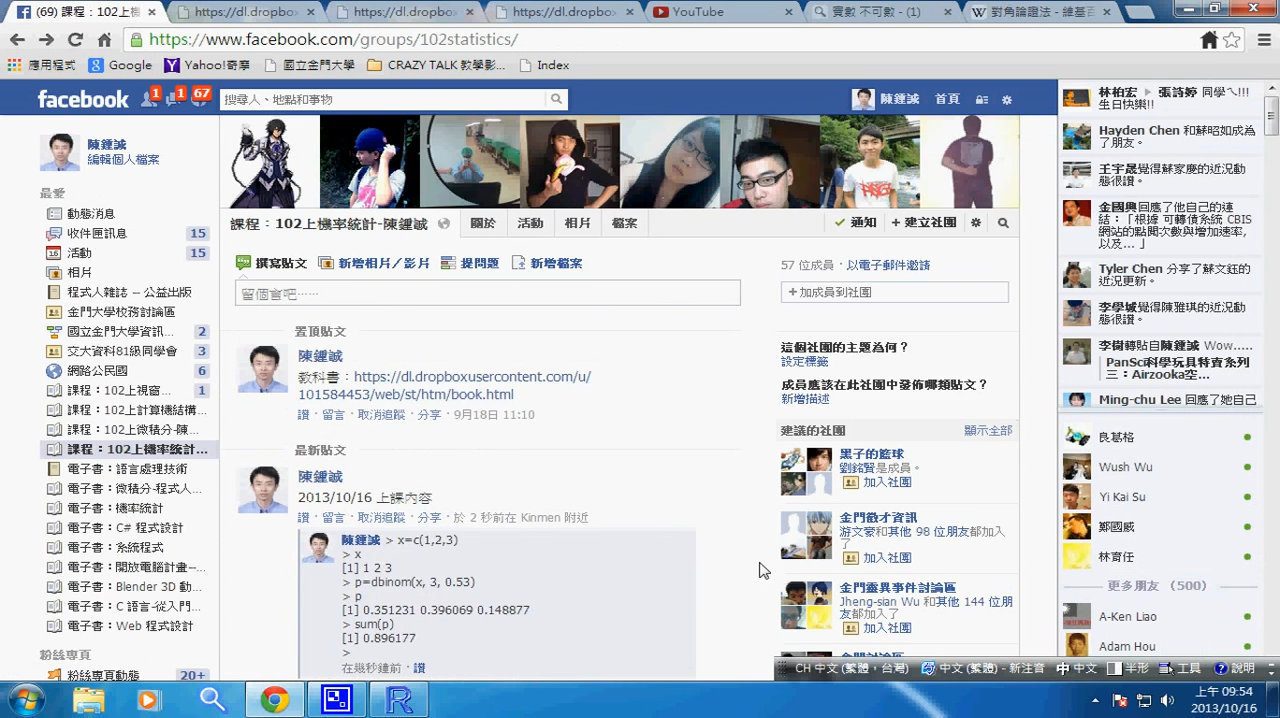 (69) 課程：102上機
https://dl.dropbox
https://dl.dropbox
https://dl.dropbox
YouTube
實數 不可數 - (1)
對角論證法 - 維基百
https://www.facebook.com/groups/102statistics/
應用程式
Google
Yahoo!奇摩
國立金門大學
CRAZY TALK 教學影...
Index
facebook
1
1
67
搜尋人、地點和事物
陳鍾誠
首頁
陳鍾誠
編輯個人檔案
最愛
動態消息
收件匣訊息 15
活動 15
相片
程式人雜誌 -- 公益出版
金門大學校務討論區
國立金門大學資訊... 2
交大資科81級同學會 3
網路公民國 6
課程：102上視窗... 1
課程：102上計算機結構...
課程：102上微積分-陳...
課程：102上機率統計...
電子書：語言處理技術
電子書：微積分-程式人...
電子書：機率統計
電子書：C# 程式設計
電子書：系統程式
電子書：開放電腦計畫--...
電子書：Blender 3D 動...
電子書：C 語言-從入門...
電子書：Web 程式設計
粉絲專頁
粉絲專頁動態 20+
課程：102上機率統計-陳鍾誠
關於
活動
相片
檔案
通知
+ 建立社團
撰寫貼文
新增相片／影片
提問題
新增檔案
留個言吧⋯⋯
置頂貼文
陳鍾誠
教科書：https://dl.dropboxusercontent.com/u/
101584453/web/st/htm/book.html
讚 · 留言 · 取消追蹤 · 分享 · 9月18日 11:10
最新貼文
陳鍾誠
2013/10/16 上課內容
讚 · 留言 · 取消追蹤 · 分享 · 於 2 秒前在 Kinmen 附近
陳鍾誠 > x=c(1,2,3)
> x
[1] 1 2 3
> p=dbinom(x, 3, 0.53)
> p
[1] 0.351231 0.396069 0.148877
> sum(p)
[1] 0.896177
>
在幾秒鐘前 · 讚
57 位成員 · 以電子郵件邀請
+ 加成員到社團
這個社團的主題為何？
設定標籤
成員應該在此社團中發佈哪類貼文？
新增描述
建議的社團
顯示全部
黑子的籃球
劉銘賢是成員。
加入社團
金門徵才資訊
游文豪和其他 98 位朋友都加入
了
加入社團
金門靈異事件討論區
Jheng-sian Wu 和其他 144 位朋
友都加入了
加入社團
林柏宏 ▶ 張詩婷 同學ㄟ!!!
生日快樂!!
Hayden Chen 和蘇昭如成為
了朋友。
王宇晟覺得蘇家慶的近況動
態很讚。
金國興回應了他自己的連
結：「根據 可轉債系統 CBIS
網站的點閱次數與增加速率，
以及... 」
Tyler Chen 分享了蘇文鈺的
近況更新。
李學城覺得陳雅琪的近況動
態很讚。
李樹轉貼自陳鍾誠 Wow.....
PanSci科學玩具特賣系列
三：Airzooka空...
Ming-chu Lee 回應了她自己
良基格
Wush Wu
Yi Kai Su
鄭國威
林育任
更多朋友 (500)
A-Ken Liao
Adam Hou
CH 中文 (繁體，台灣)
中文 (繁體) - 新注音
中文
半形
工具
說明
上午 09:54
2013/10/16